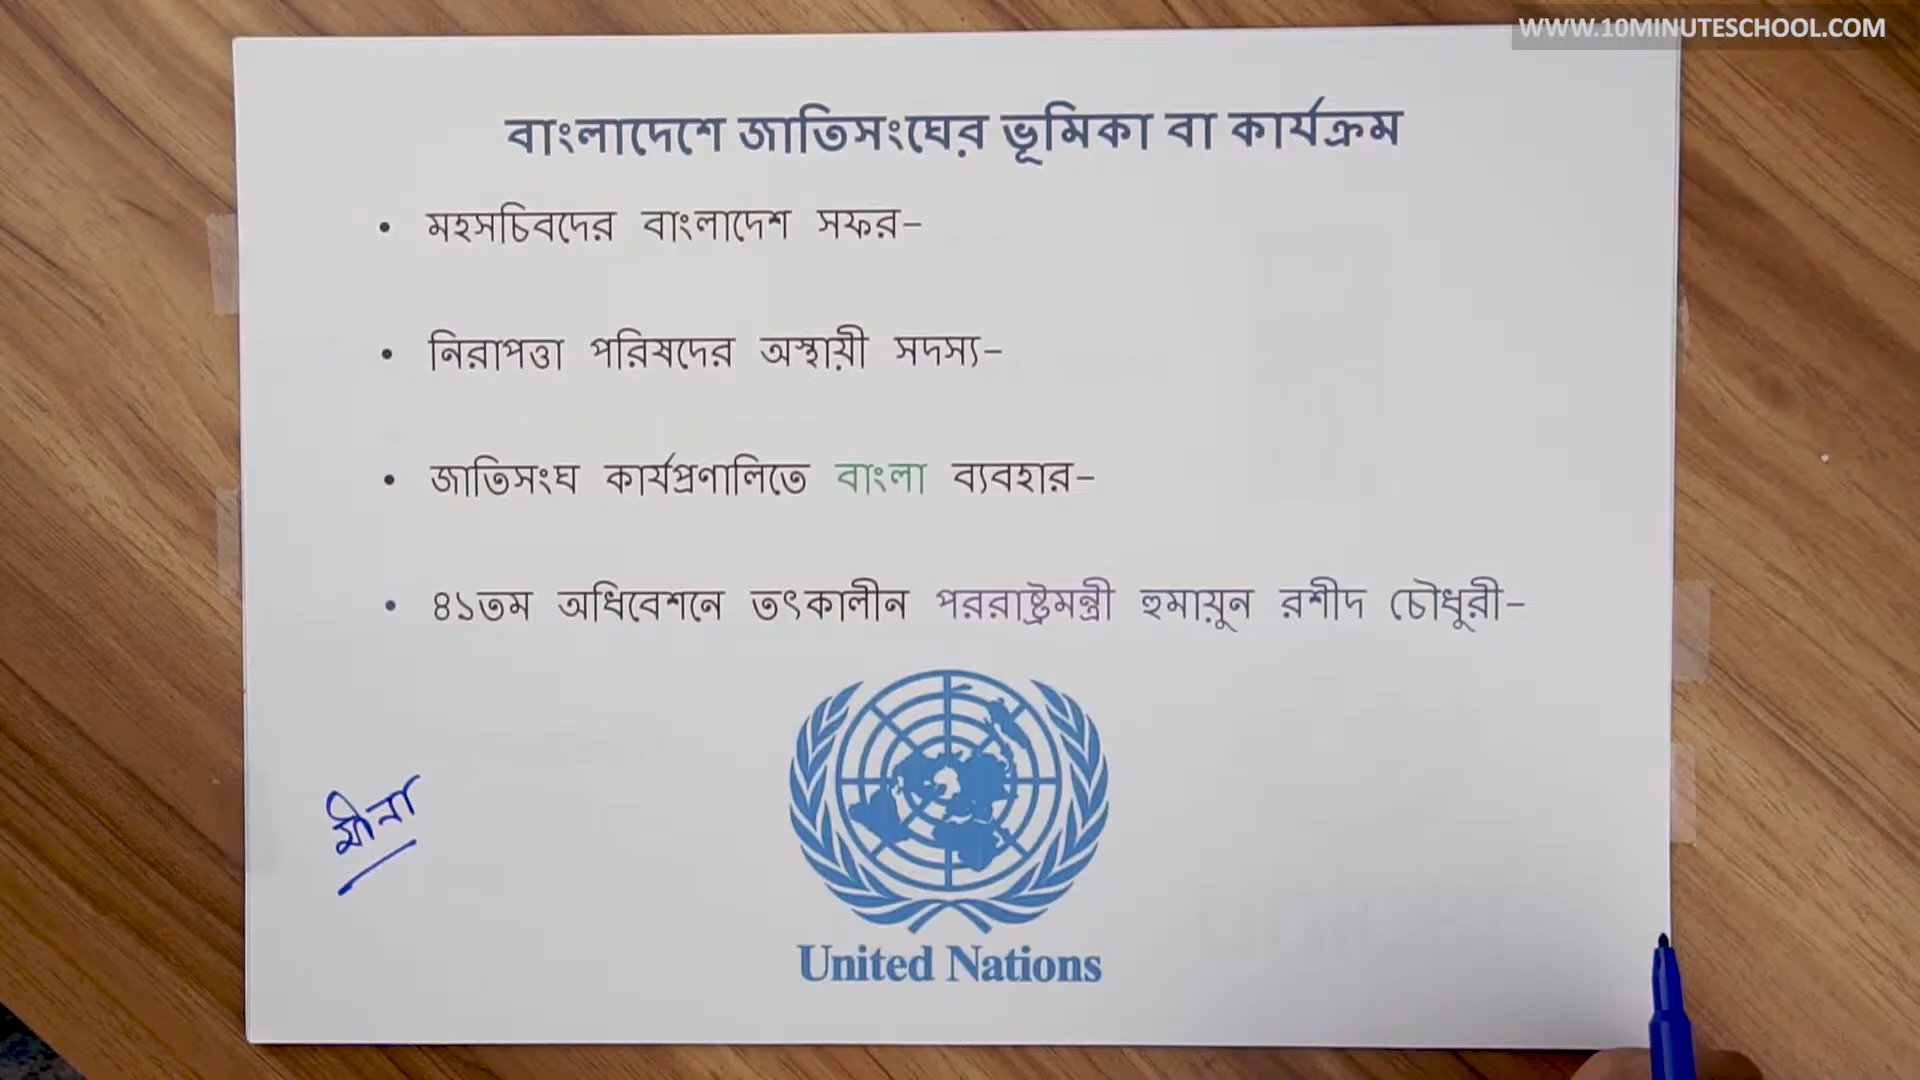 WWW.10MINUTESCHOOL.COM
বাংলাদেশে জাতিসংঘের ভূমিকা বা কার্যক্রম
• মহসচিবদের বাংলাদেশ সফর-
• নিরাপত্তা পরিষদের অস্থায়ী সদস্য-
• জাতিসংঘ কার্যপ্রণালিতে বাংলা ব্যবহার-
• ৪১তম অধিবেশনে তৎকালীন পররাষ্ট্রমন্ত্রী হুমায়ুন রশীদ চৌধুরী-
মীনা
United Nations